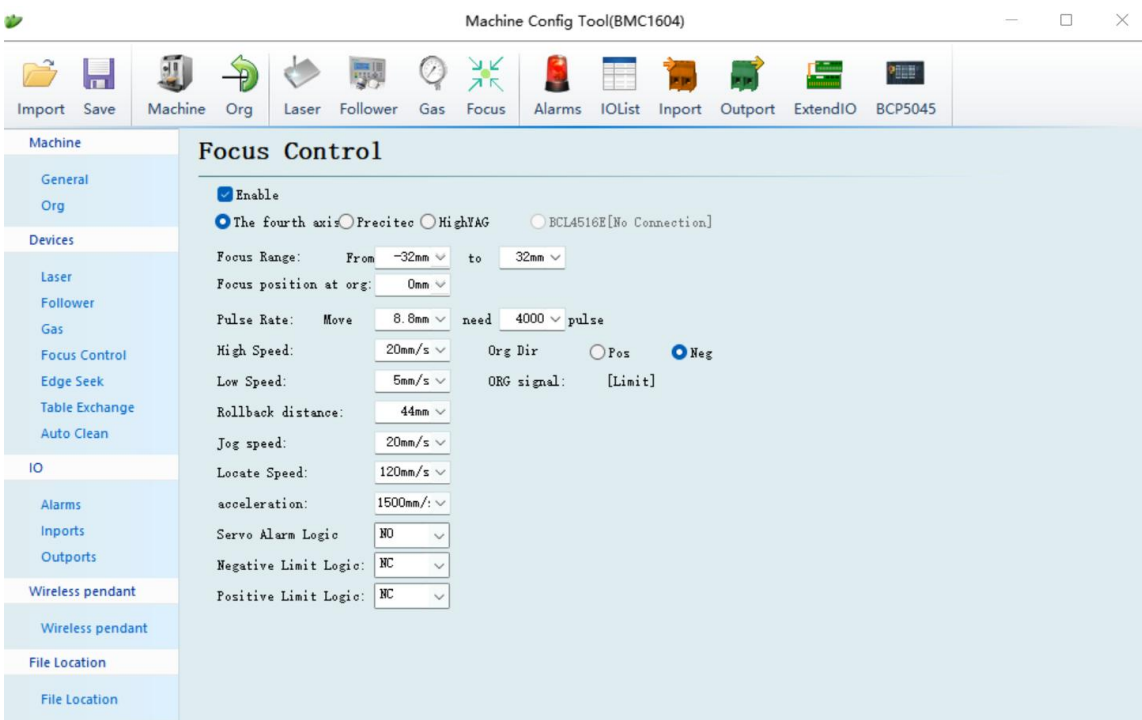 Machine Config Tool(BMC1604)
Import Save Machine Org Laser Follower Gas Focus Alarms IOList Inport Outport ExtendIO BCP5045
Machine
General
Org
Devices
Laser
Follower
Gas
Focus Control
Edge Seek
Table Exchange
Auto Clean
IO
Alarms
Inports
Outports
Wireless pendant
Wireless pendant
File Location
File Location
Focus Control
Enable
The fourth axis Precitec HighYAG BCL4516E[No Connection]
Focus Range: From -32mm to 32mm
Focus position at org: 0mm
Pulse Rate: Move 8.8mm need 4000 pulse
High Speed: 20mm/s Org Dir Pos Neg
Low Speed: 5mm/s ORG signal: [Limit]
Rollback distance: 44mm
Jog speed: 20mm/s
Locate Speed: 120mm/s
acceleration: 1500mm/:
Servo Alarm Logic NO
Negative Limit Logic: NC
Positive Limit Logic: NC